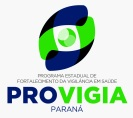 PROGRAMA ESTADUAL DE
FORTALECIMENTO DA VIGILÂNCIA EM SAÚDE
PROVIGIA
PARANÁ